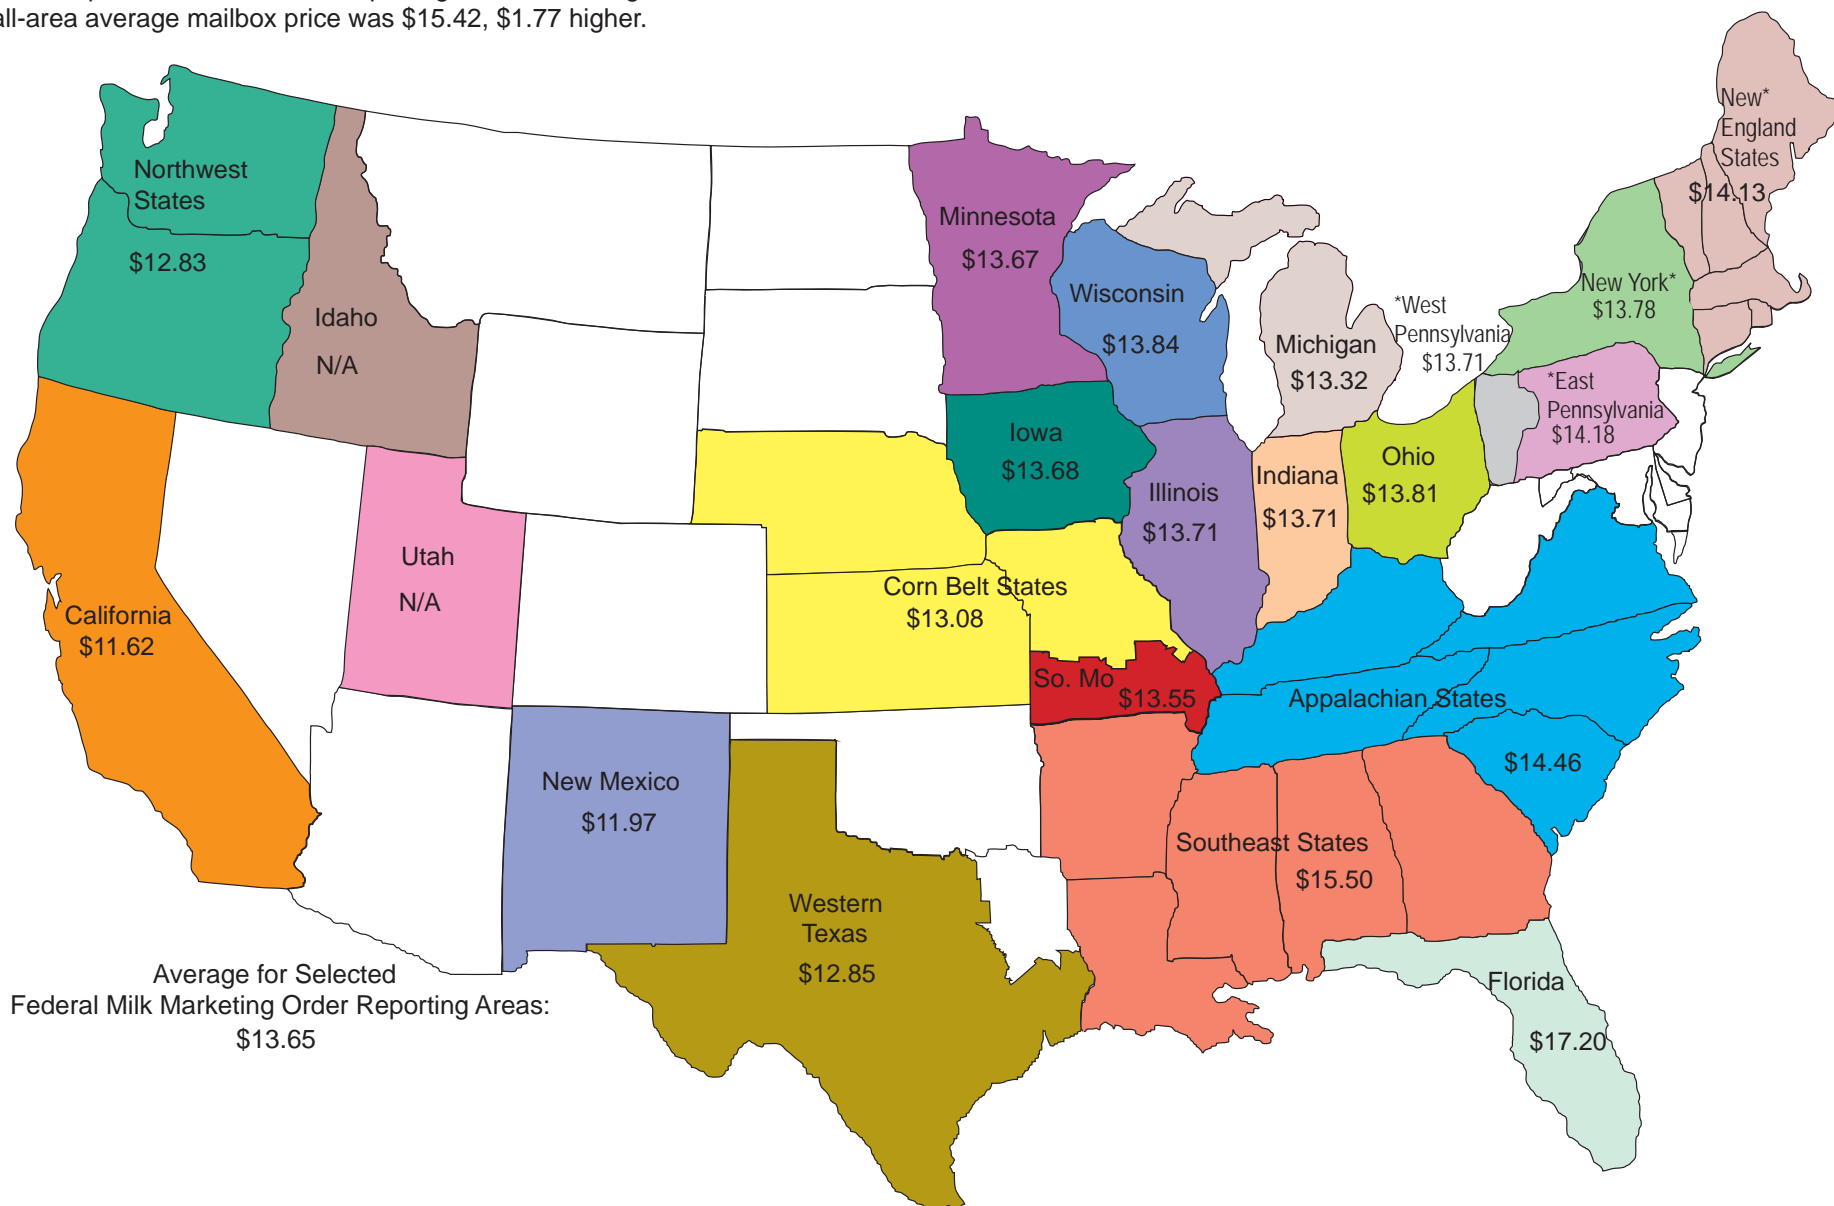 all-area average mailbox price was $15.42, $1.77 higher.
New*
England
States
$14.13
Northwest
States
$12.83
Minnesota
$13.67
Wisconsin
$13.84
Idaho
N/A
Michigan
$13.32
*West
Pennsylvania
$13.71
New York*
$13.78
*East
Pennsylvania
$14.18
Iowa
$13.68
Illinois
$13.71
Indiana
$13.71
Ohio
$13.81
Utah
N/A
Corn Belt States
$13.08
California
$11.62
So. Mo
$13.55
Appalachian States
$14.46
New Mexico
$11.97
Southeast States
$15.50
Western
Texas
$12.85
Florida
$17.20
Average for Selected
Federal Milk Marketing Order Reporting Areas:
$13.65